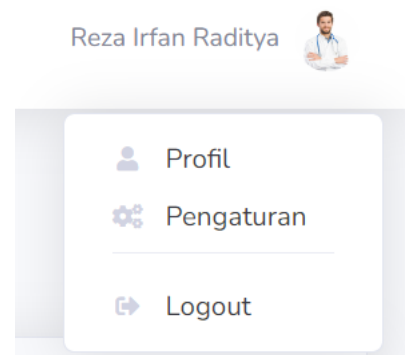 Reza Irfan Raditya
Profil
Pengaturan
Logout